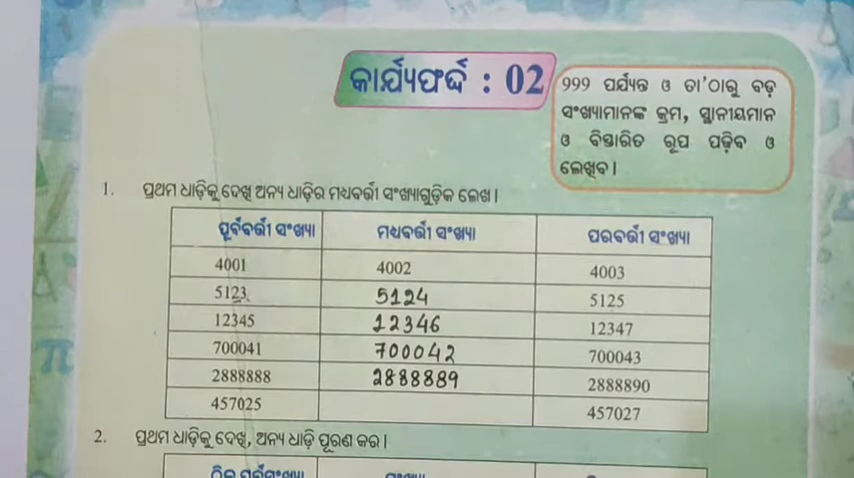 କାର୍ଯ୍ୟଫର୍ଦ୍ଦ : 02
999 ପର୍ଯ୍ୟନ୍ତ ଓ ତା'ଠାରୁ ବଡ଼
ସଂଖ୍ୟାମାନଙ୍କ କ୍ରମ, ସ୍ଥାନୀୟମାନ
ଓ ବିସ୍ତାରିତ ରୂପ ପଢ଼ିବ ଓ
ଲେଖିବ।
1. ପ୍ରଥମ ଧାଡ଼ିକୁ ଦେଖି ଅନ୍ୟ ଧାଡ଼ିର ମଧ୍ୟବର୍ତ୍ତୀ ସଂଖ୍ୟାଗୁଡ଼ିକ ଲେଖ।
ପୂର୍ବବର୍ତ୍ତୀ ସଂଖ୍ୟା ମଧ୍ୟବର୍ତ୍ତୀ ସଂଖ୍ୟା ପରବର୍ତ୍ତୀ ସଂଖ୍ୟା
4001 4002 4003
5123 5124 5125
12345 12346 12347
700041 700042 700043
2888888 2888889 2888890
457025 457027
2. ପ୍ରଥମ ଧାଡ଼ିକୁ ଦେଖି, ଅନ୍ୟ ଧାଡ଼ି ପୂରଣ କର।